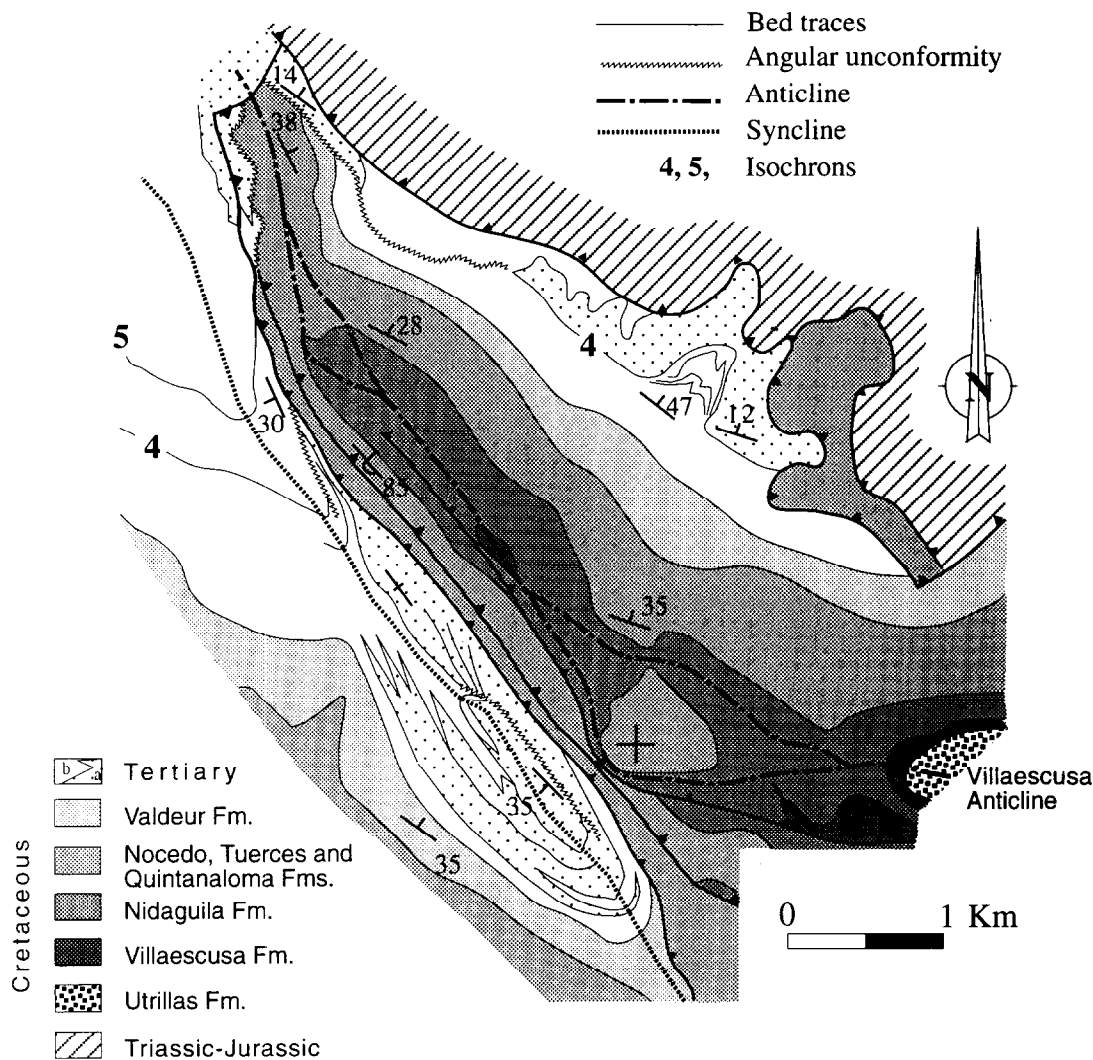 Bed traces
Angular unconformity
Anticline
Syncline
4, 5, Isochrons
14
38
N
28
5
4
47
12
30
4
85
35
35
35
Villaescusa
Anticline
b a Tertiary
Valdeur Fm.
Nocedo, Tuerces and
Quintanaloma Fms.
Nidaguila Fm.
Villaescusa Fm.
Utrillas Fm.
Triassic-Jurassic
Cretaceous
0 1 Km